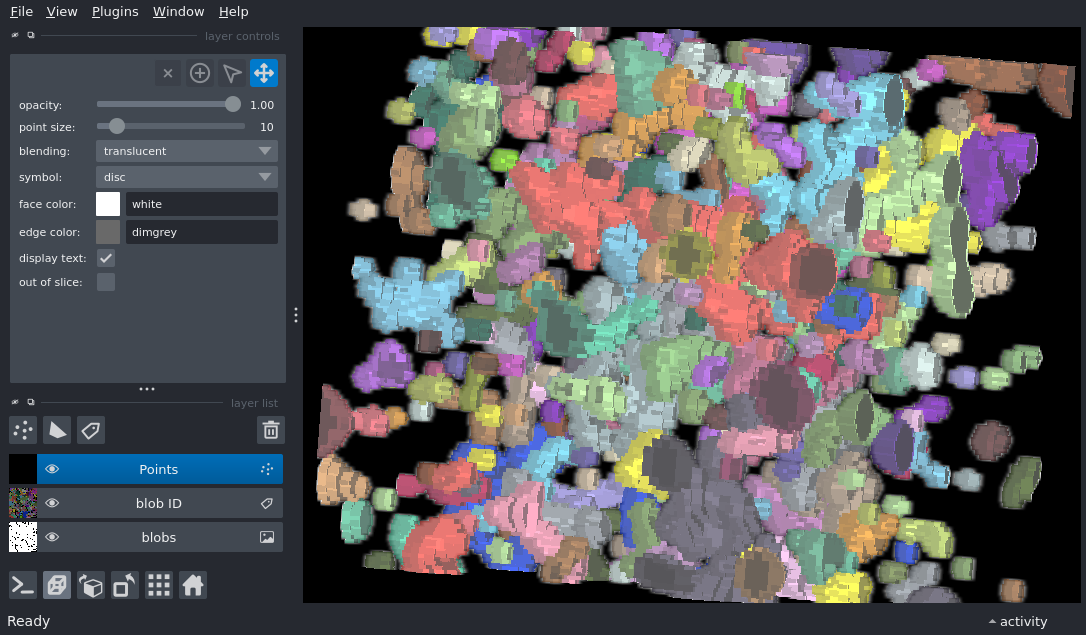 File View Plugins Window Help
layer controls
opacity: 1.00
point size: 10
blending: translucent
symbol: disc
face color: white
edge color: dimgrey
display text:
out of slice:
layer list
Points
blob ID
blobs
Ready
activity